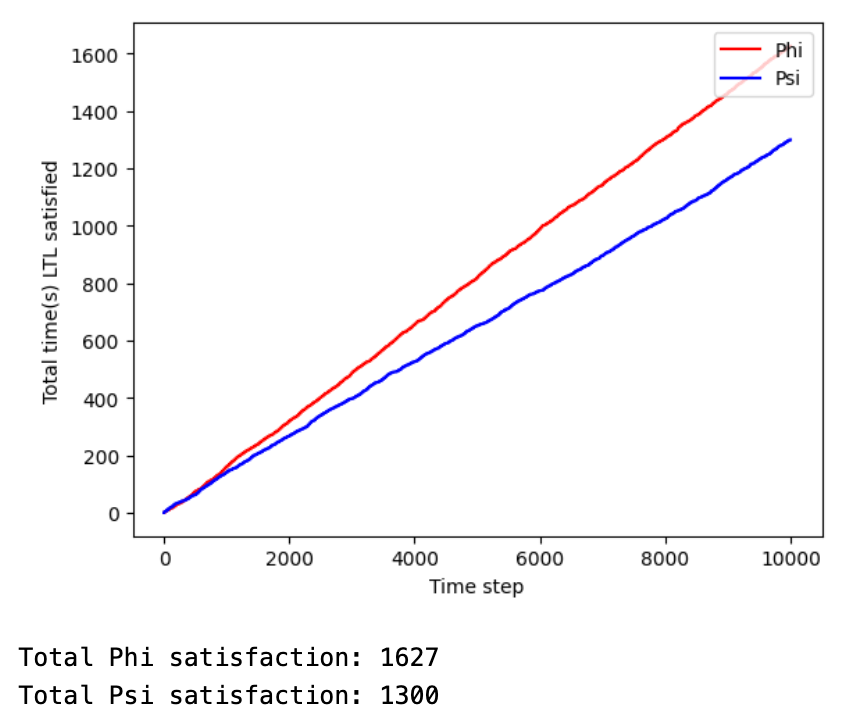 1600
1400
1200
1000
800
600
400
200
0
Total time(s) LTL satisfied
Phi
Psi
0 2000 4000 6000 8000 10000
Time step
Total Phi satisfaction: 1627
Total Psi satisfaction: 1300